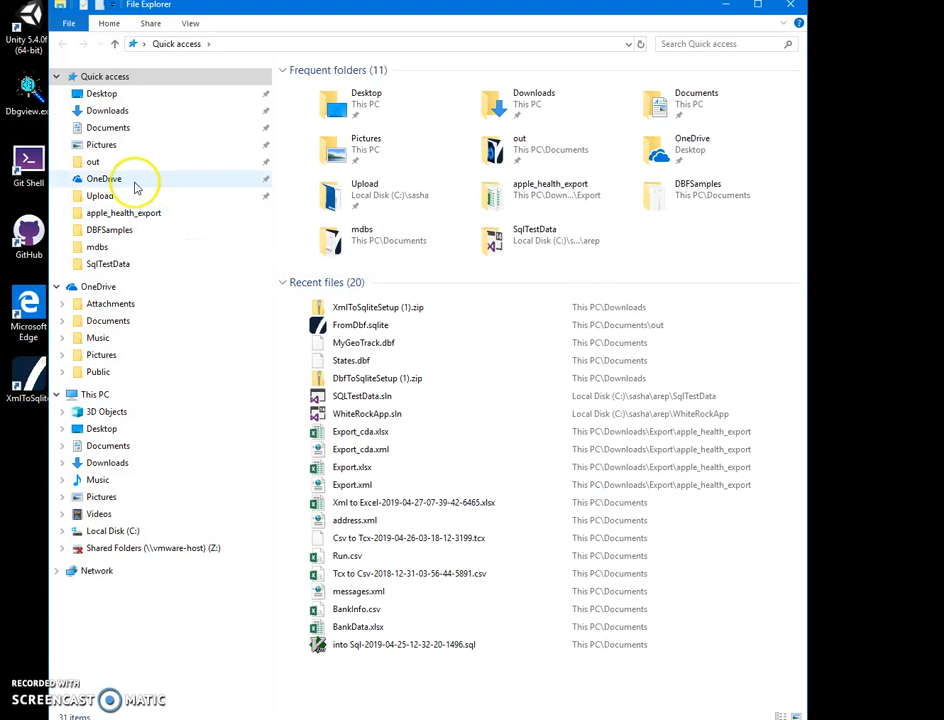 Unity 5.4.0f
(64-bit)
Dbgview.ex
Git Shell
GitHub
Microsoft
Edge
XmlToSqlit
File Explorer
File
Home
Share
View
Quick access
Search Quick access
Quick access
Desktop
Downloads
Documents
Pictures
out
OneDrive
Upload
apple_health_export
DBFSamples
mdbs
SqlTestData
OneDrive
Attachments
Documents
Music
Pictures
Public
This PC
3D Objects
Desktop
Documents
Downloads
Music
Pictures
Videos
Local Disk (C:)
Shared Folders (\\vmware-host) (Z:)
Network
Frequent folders (11)
Desktop
This PC
Downloads
This PC
Documents
This PC
Pictures
This PC
out
This PC\Documents
OneDrive
Desktop
Upload
Local Disk (C:)\sasha
apple_health_export
This PC\Down...\Export
DBFSamples
This PC\Downloads
mdbs
This PC\Documents
SqlTestData
Local Disk (C:)\s...\arep
Recent files (20)
XmlToSqliteSetup (1).zip This PC\Downloads
FromDbf.sqlite This PC\Documents\out
MyGeoTrack.dbf This PC\Documents
States.dbf This PC\Documents
DbfToSqliteSetup (1).zip This PC\Downloads
SQLTestData.sln Local Disk (C:)\sasha\arep\SqlTestData
WhiteRockApp.sln Local Disk (C:)\sasha\arep\WhiteRockApp
Export_cda.xlsx This PC\Downloads\Export\apple_health_export
Export_cda.xml This PC\Downloads\Export\apple_health_export
Export.xlsx This PC\Downloads\Export\apple_health_export
Export.xml This PC\Downloads\Export\apple_health_export
Xml to Excel-2019-04-27-07-39-42-6465.xlsx This PC\Documents
address.xml This PC\Documents
Csv to Tcx-2019-04-26-03-18-12-3199.tcx This PC\Documents
Run.csv This PC\Documents
Tcx to Csv-2018-12-31-03-56-44-5891.csv This PC\Documents
messages.xml This PC\Documents
BankInfo.csv This PC\Documents
BankData.xlsx This PC\Documents
into Sql-2019-04-25-12-32-20-1496.sql This PC\Documents
RECORDED WITH
SCREENCAST MATIC
31 items